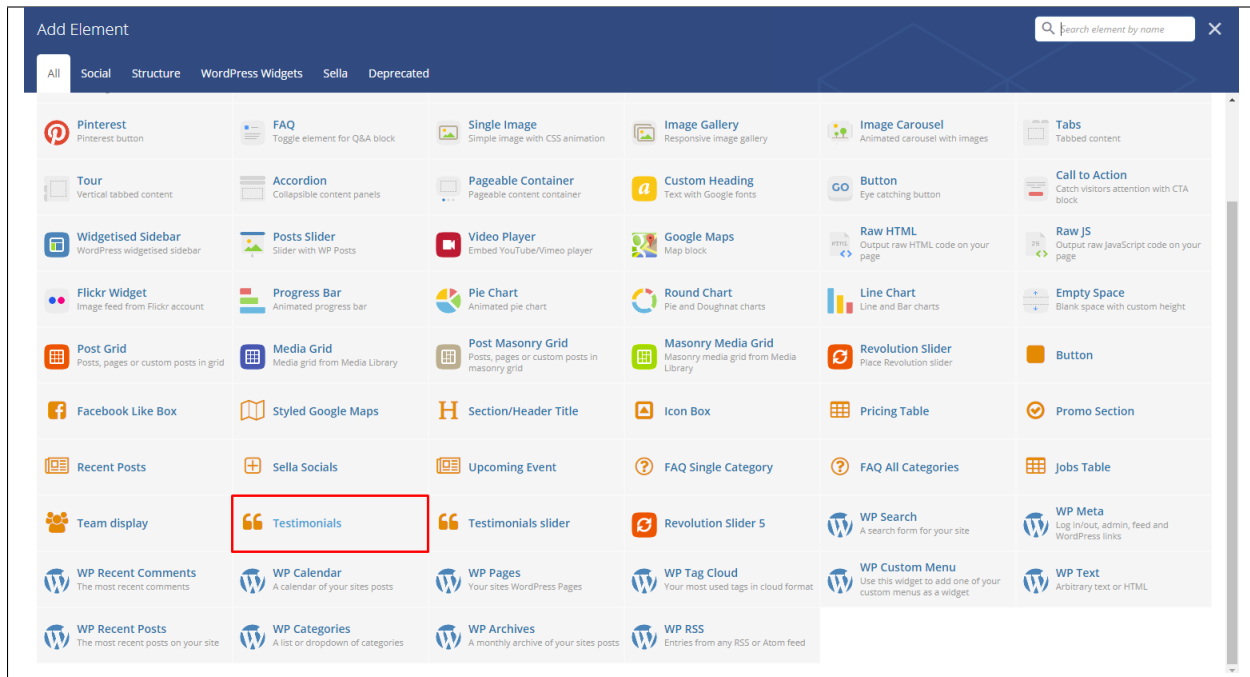 Add Element
Search element by name
All Social Structure WordPress Widgets Sella Deprecated
Pinterest
Pinterest button
FAQ
Toggle element for Q&A block
Single Image
Simple image with CSS animation
Image Gallery
Responsive image gallery
Image Carousel
Animated carousel with images
Tabs
Tabbed content
Tour
Vertical tabbed content
Accordion
Collapsible content panels
Pageable Container
Pageable content container
a
Custom Heading
Text with Google fonts
GO
Button
Eye catching button
Call to Action
Catch visitors attention with CTA
block
Widgetised Sidebar
WordPress widgetised sidebar
Posts Slider
Slider with WP Posts
Video Player
Embed YouTube/Vimeo player
Google Maps
Map block
HTML
Raw HTML
Output raw HTML code on your
page
JS
Raw JS
Output raw JavaScript code on your
page
Flickr Widget
Image feed from Flickr account
Progress Bar
Animated progress bar
Pie Chart
Animated pie chart
Round Chart
Pie and Doughnat charts
Line Chart
Line and Bar charts
Empty Space
Blank space with custom height
Post Grid
Posts, pages or custom posts in grid
Media Grid
Media grid from Media Library
Post Masonry Grid
Posts, pages or custom posts in
masonry grid
Masonry Media Grid
Masonry media grid from Media
Library
Revolution Slider
Place Revolution slider
Button
Facebook Like Box
Styled Google Maps
H Section/Header Title
Icon Box
Pricing Table
Promo Section
Recent Posts
Sella Socials
Upcoming Event
? FAQ Single Category
? FAQ All Categories
Jobs Table
Team display
Testimonials
Testimonials slider
Revolution Slider 5
WP Search
A search form for your site
WP Meta
Log in/out, admin, feed and
WordPress links
WP Recent Comments
The most recent comments
WP Calendar
A calendar of your sites posts
WP Pages
Your sites WordPress Pages
WP Tag Cloud
Your most used tags in cloud format
WP Custom Menu
Use this widget to add one of your
custom menus as a widget
WP Text
Arbitrary text or HTML
WP Recent Posts
The most recent posts on your site
WP Categories
A list or dropdown of categories
WP Archives
A monthly archive of your sites posts
WP RSS
Entries from any RSS or Atom feed